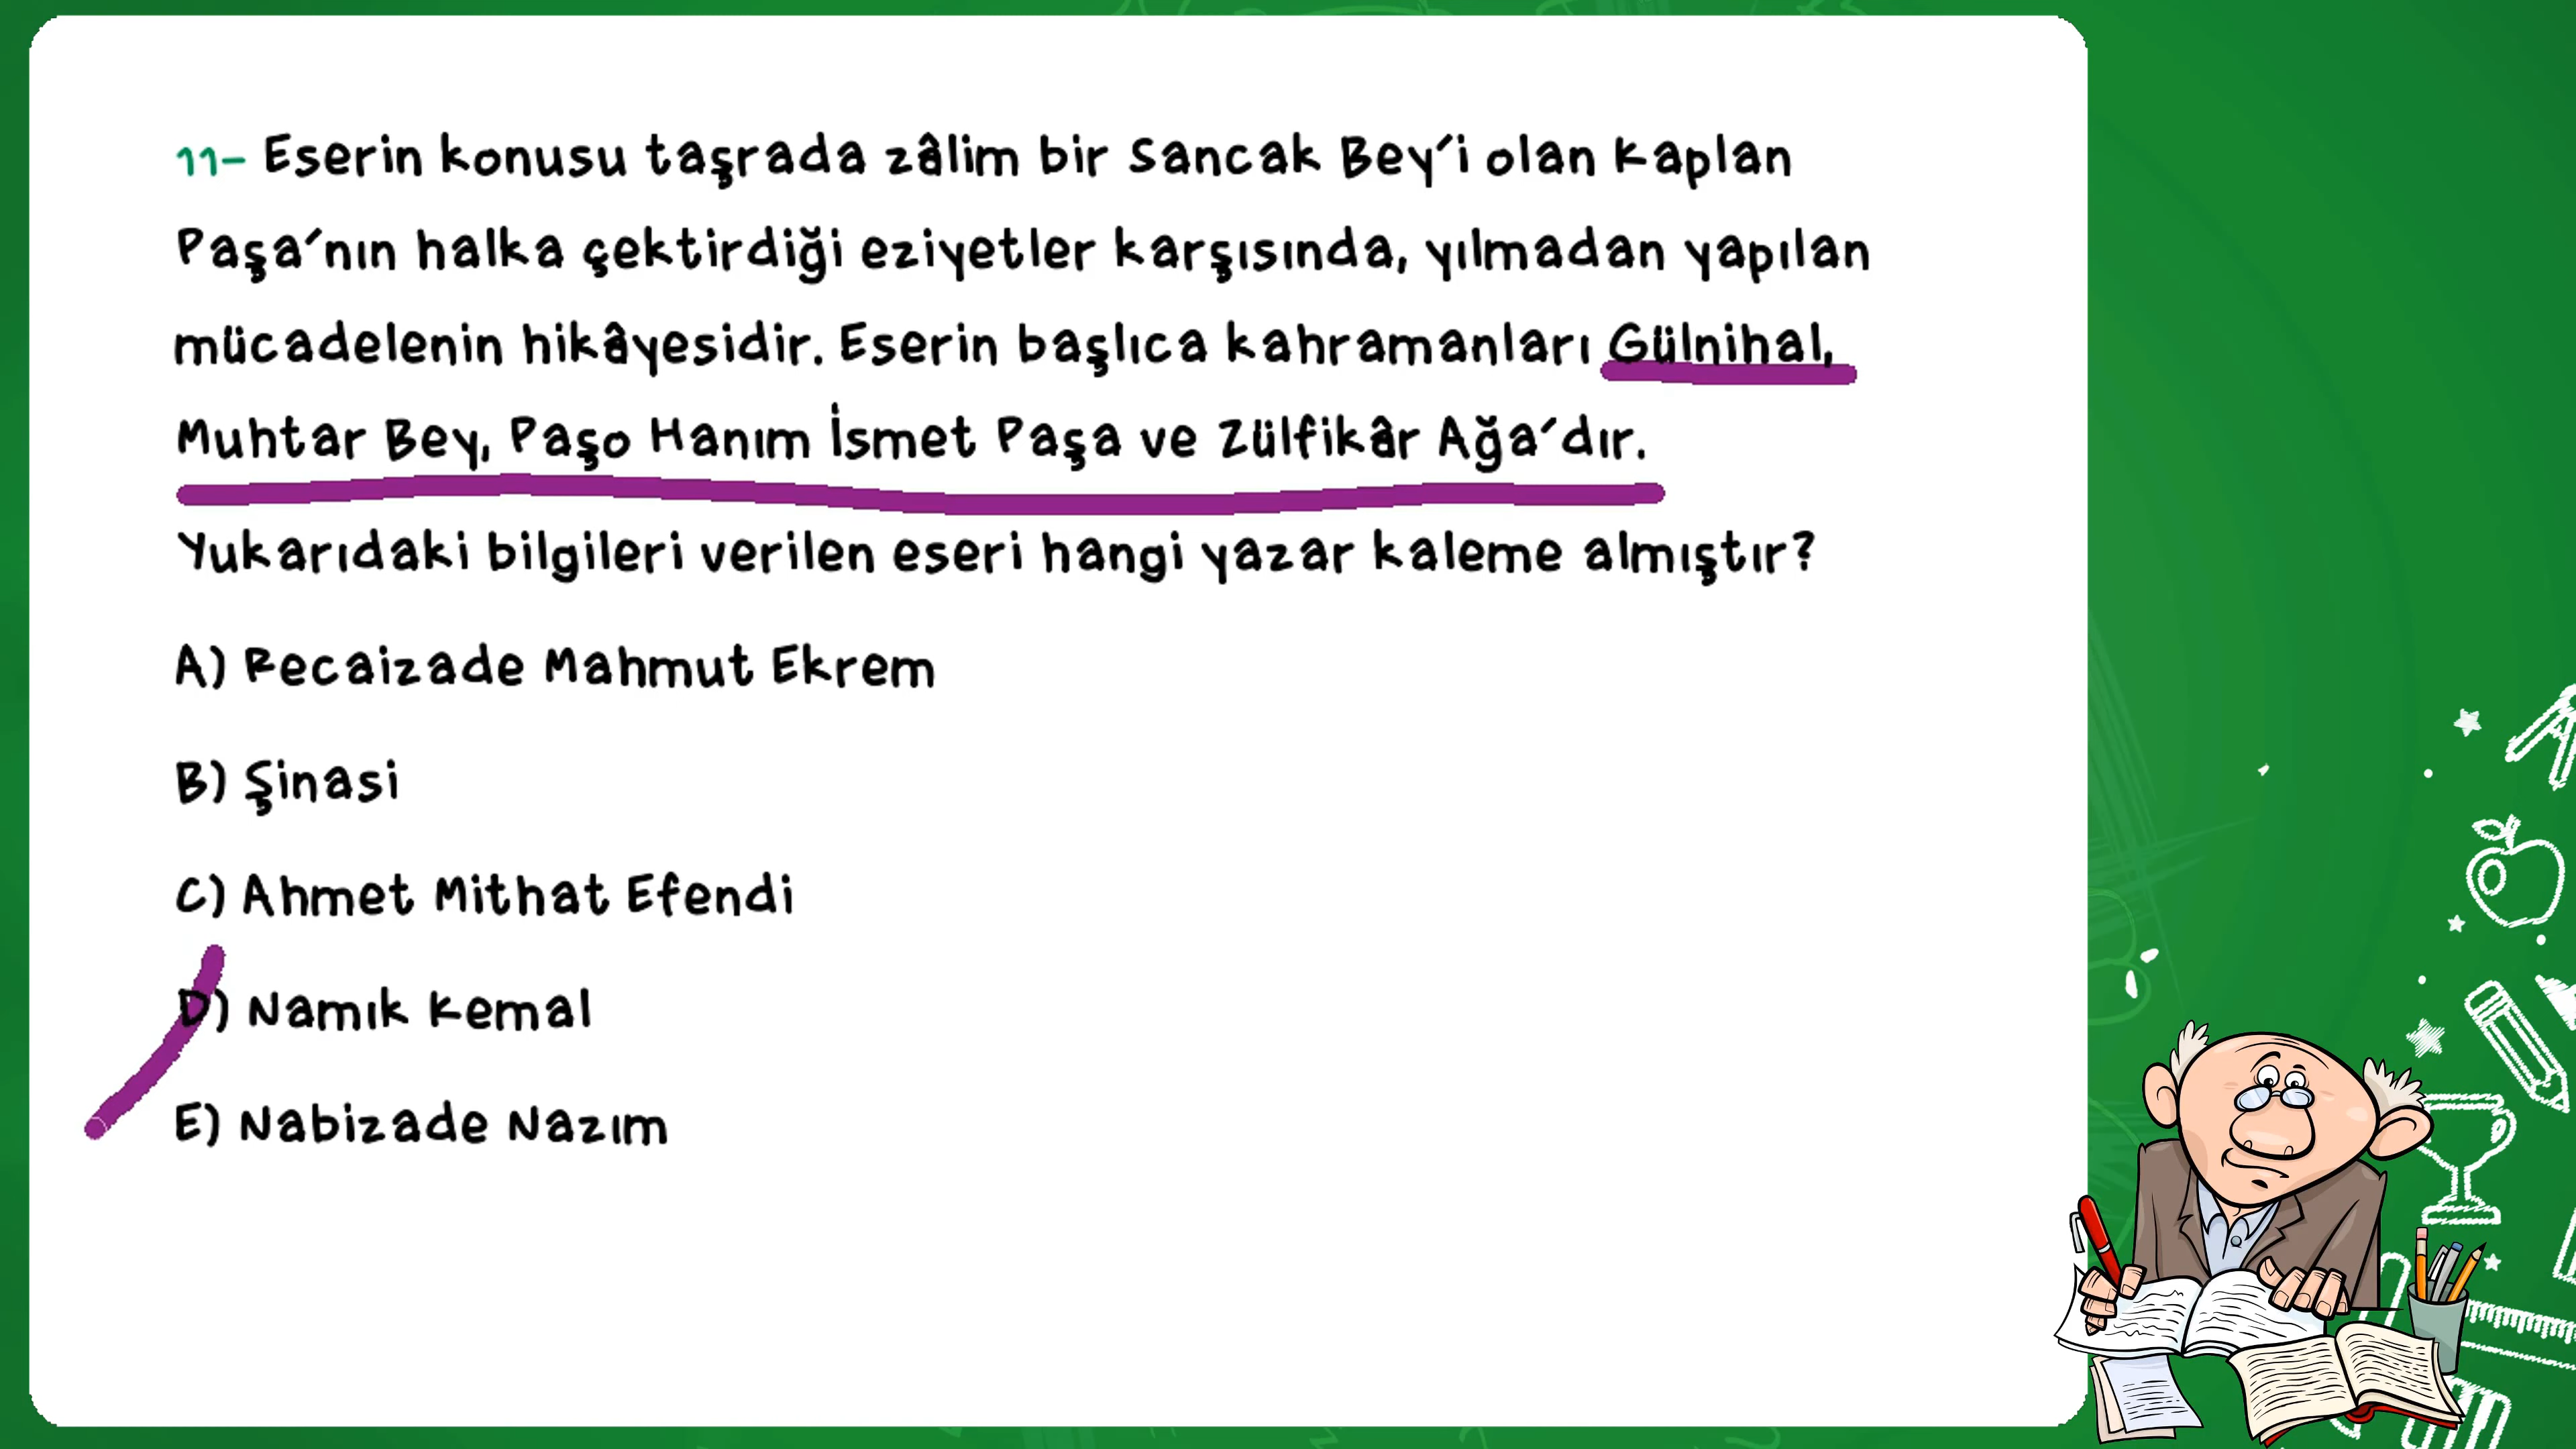 11- Eserin konusu taşrada zâlim bir Sancak Bey'i olan Kaplan
Paşa'nın halka çektirdiği eziyetler karşısında, yılmadan yapılan
mücadelenin hikâyesidir. Eserin başlıca kahramanları Gülnihal,
Muhtar Bey, Paşo Hanım İsmet Paşa ve Zülfikâr Ağa'dır.
Yukarıdaki bilgileri verilen eseri hangi yazar kaleme almıştır?
A) Recaizade Mahmut Ekrem
B) Şinasi
C) Ahmet Mithat Efendi
D) Namık Kemal
E) Nabizade Nazım